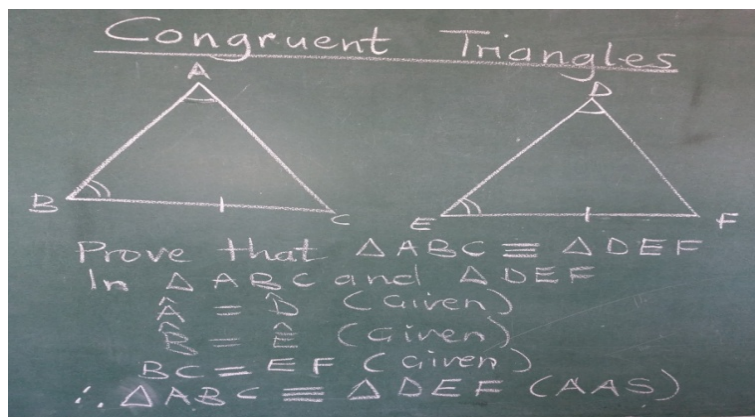 Congruent Triangles
A
D
B
C
E
F
Prove that △ABC ≡ △DEF
In △ABC and △DEF
Â = D̂ (Given)
B̂ = Ê (Given)
BC = EF (Given)
∴ △ABC ≡ △DEF (AAS)